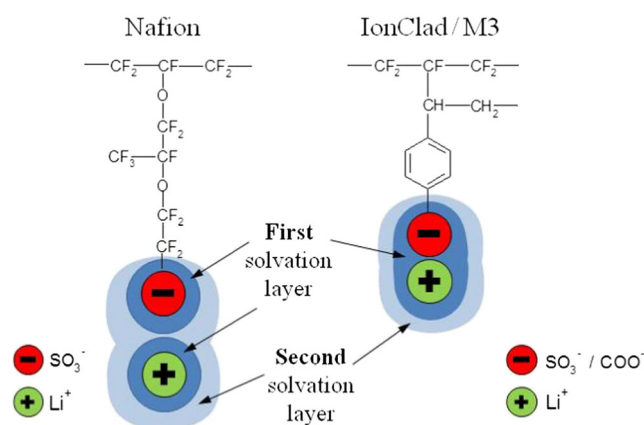 Nafion
—CF₂—CF—CF₂—
O
CF₂
CF₃—CF
O
CF₂
CF₂
IonClad / M3
—CF₂—CF—CF₂—
CH—CH₂—
First
solvation
layer
Second
solvation
layer
SO₃⁻
Li⁺
SO₃⁻ / COO⁻
Li⁺
−
+
−
+
−
+
−
+